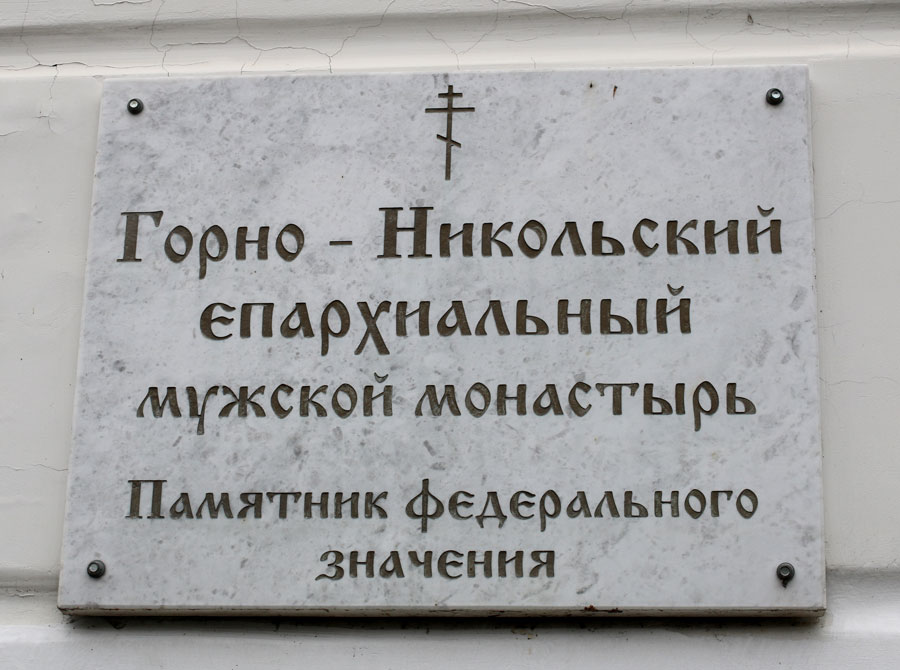 Горно - Никольский
епархиальный
мужской монастырь
Памятник федерального
значения